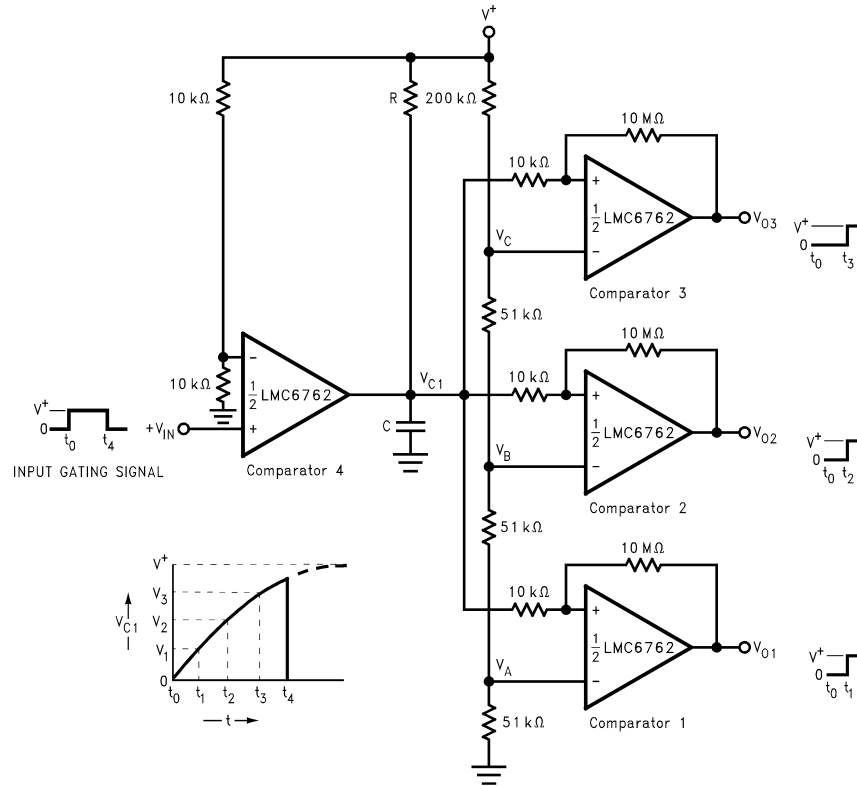 V+
10 kΩ
R
200 kΩ
10 MΩ
10 kΩ
+
1/2 LMC6762
−
VO3
V+
0
t0 t3
VC
Comparator 3
51 kΩ
10 MΩ
10 kΩ
−
1/2 LMC6762
+
VC1
10 kΩ
+
1/2 LMC6762
−
VO2
V+
0
t0 t2
V+
0
t0 t4
+VIN
C
INPUT GATING SIGNAL
Comparator 4
VB
Comparator 2
51 kΩ
10 MΩ
10 kΩ
+
1/2 LMC6762
−
VO1
V+
0
t0 t1
VA
51 kΩ
Comparator 1
V+
V3
V2
V1
0
VC1
t0 t1 t2 t3 t4
t